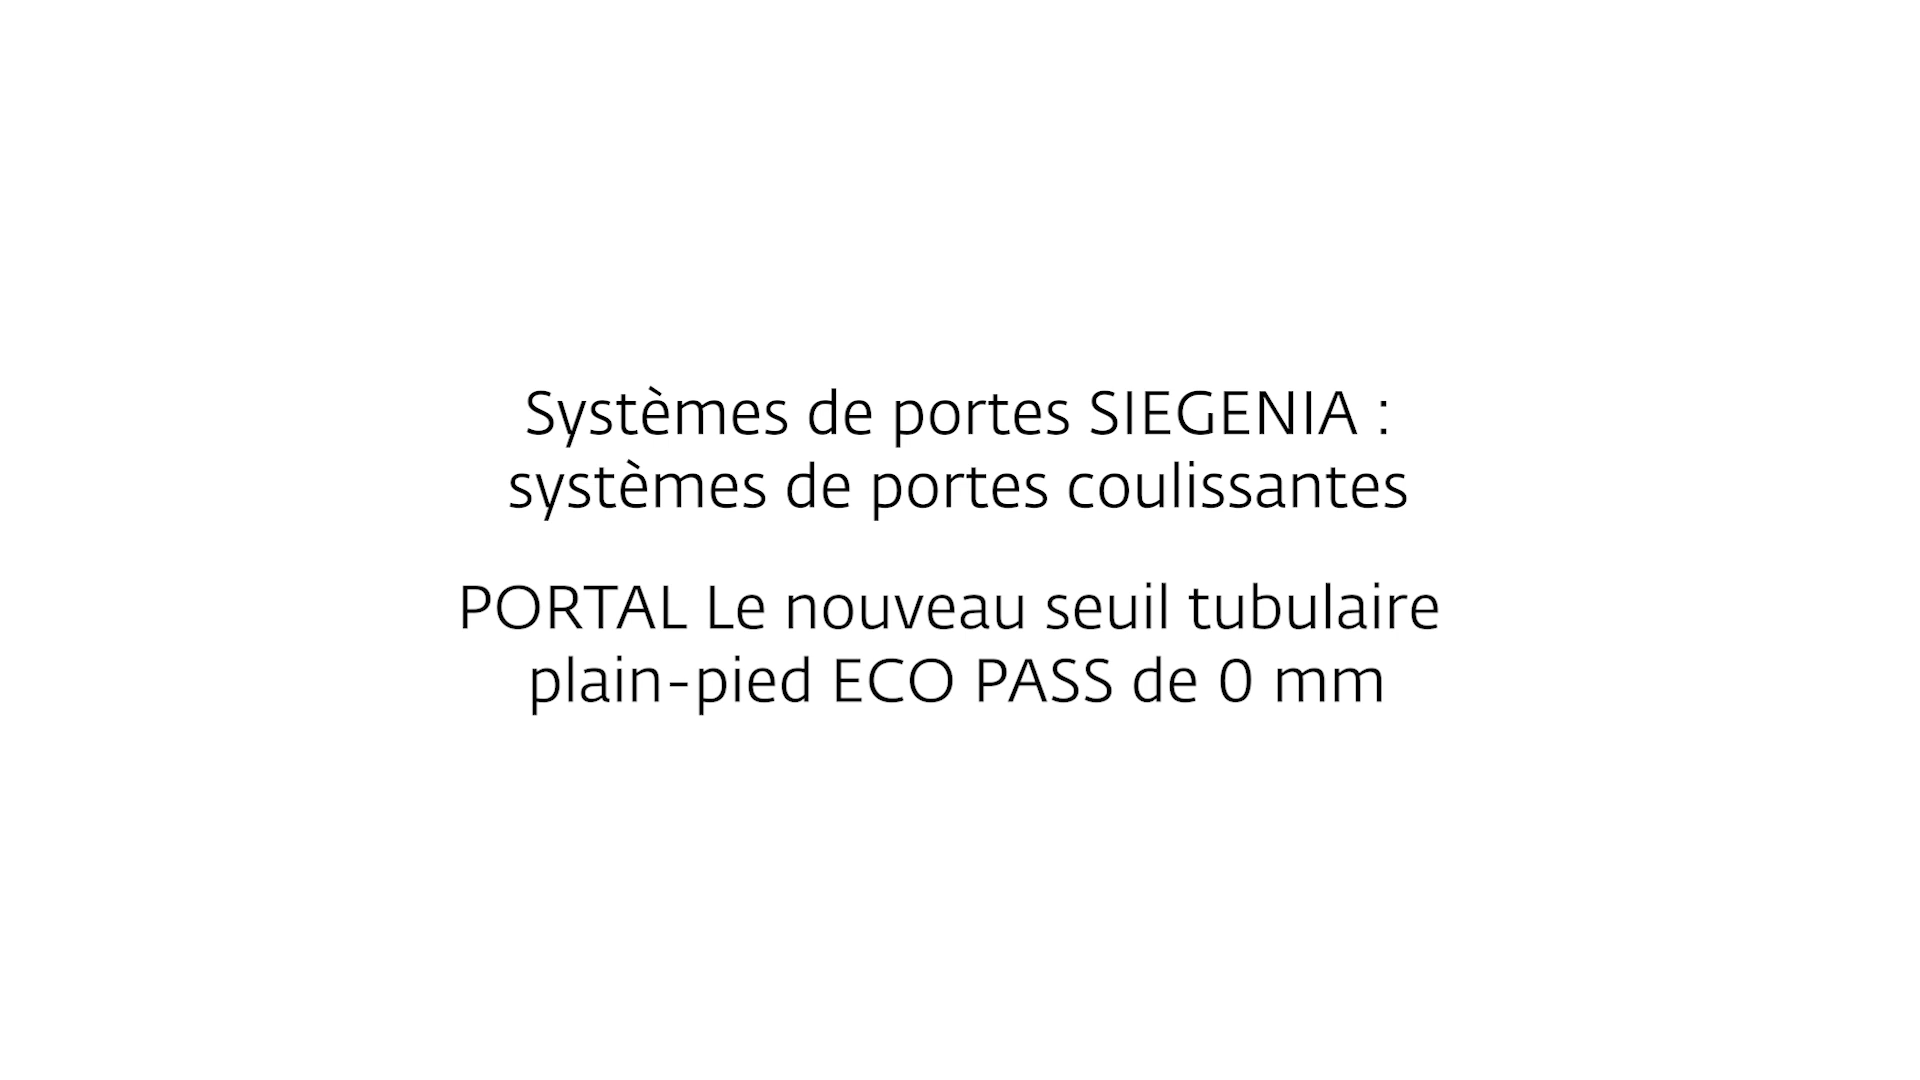 Systèmes de portes SIEGENIA :
systèmes de portes coulissantes
PORTAL Le nouveau seuil tubulaire
plain-pied ECO PASS de 0 mm